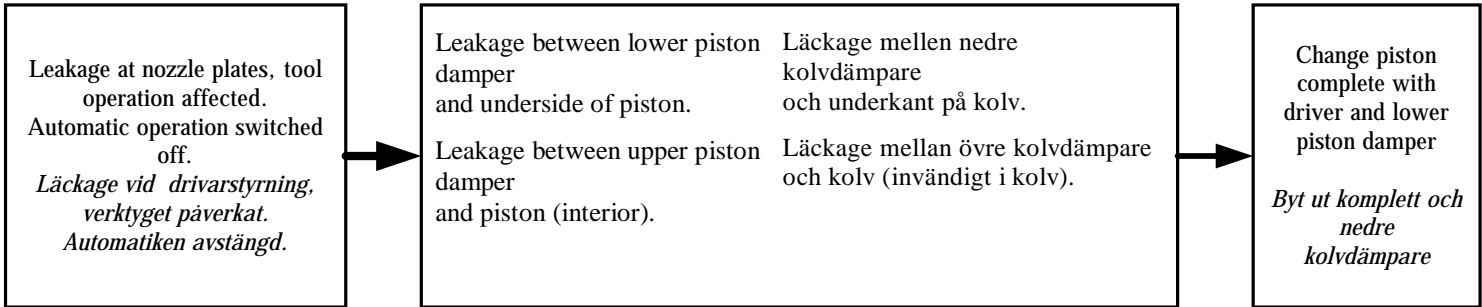 Leakage at nozzle plates, tool
operation affected.
Automatic operation switched
off.
Läckage vid drivarstyrning,
verktyget påverkat.
Automatiken avstängd.
Leakage between lower piston
damper
and underside of piston.
Leakage between upper piston
damper
and piston (interior).
Läckage mellen nedre
kolvdämpare
och underkant på kolv.
Läckage mellan övre kolvdämpare
och kolv (invändigt i kolv).
Change piston
complete with
driver and lower
piston damper
Byt ut komplett och
nedre
kolvdämpare